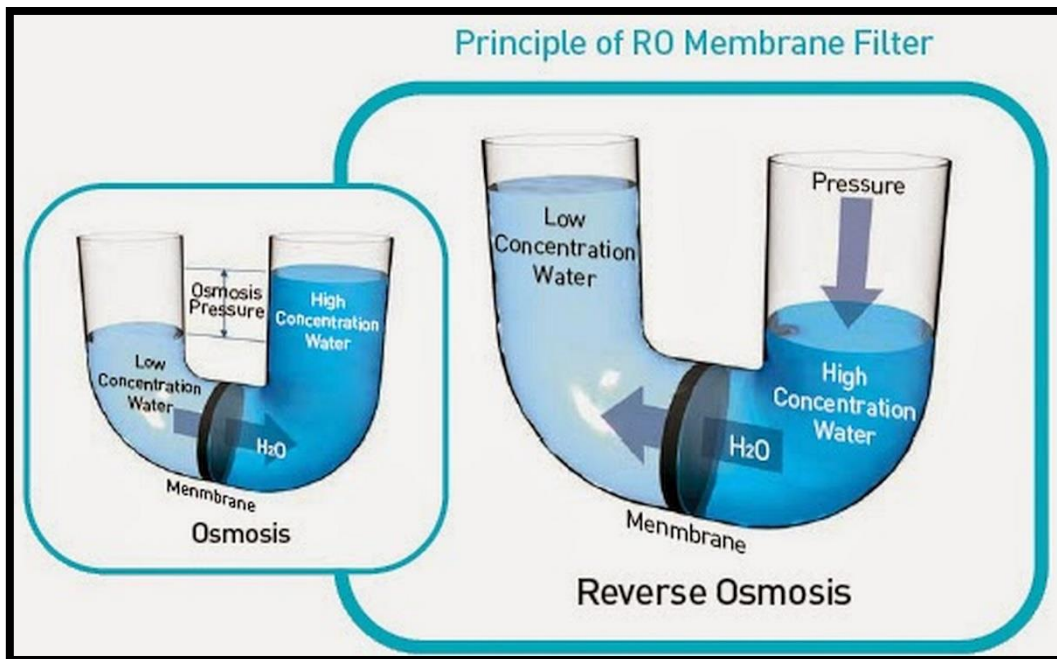 Principle of RO Membrane Filter
Osmosis
Pressure
Low
Concentration
Water
High
Concentration
Water
H₂O
Menmbrane
Osmosis
Low
Concentration
Water
Pressure
High
Concentration
Water
H₂O
Menmbrane
Reverse Osmosis